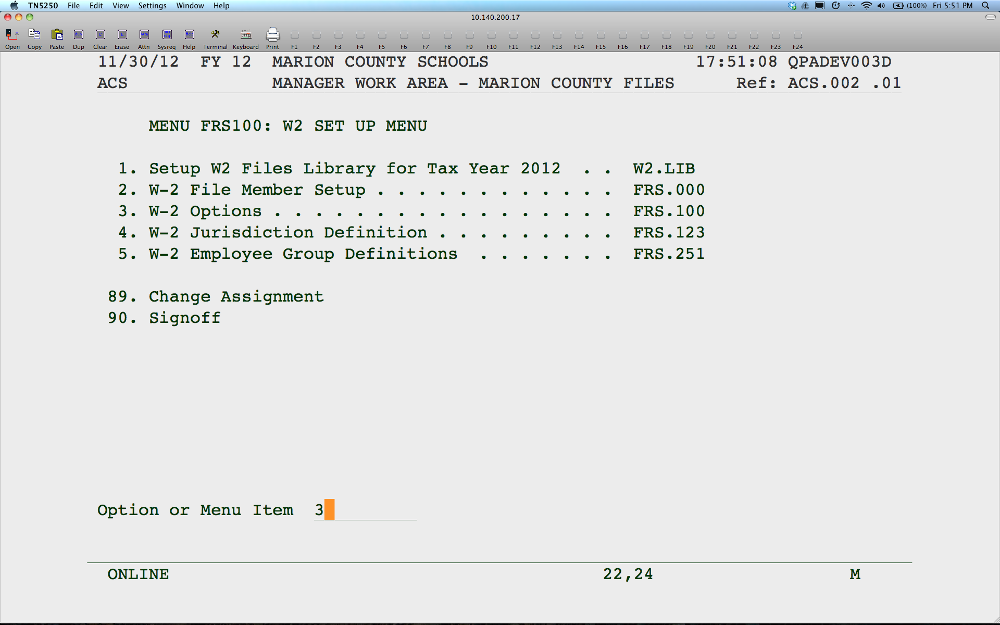 TN5250 File Edit View Settings Window Help (100%) Fri 5:51 PM
10.140.200.17
Open Copy Paste Dup Clear Erase Attn Sysreq Help Terminal Keyboard Print F1 F2 F3 F4 F5 F6 F7 F8 F9 F10 F11 F12 F13 F14 F15 F16 F17 F18 F19 F20 F21 F22 F23 F24
11/30/12 FY 12 MARION COUNTY SCHOOLS 17:51:08 QPADEV003D
ACS MANAGER WORK AREA - MARION COUNTY FILES Ref: ACS.002 .01
MENU FRS100: W2 SET UP MENU
1. Setup W2 Files Library for Tax Year 2012 . . W2.LIB
2. W-2 File Member Setup . . . . . . . . . . . . FRS.000
3. W-2 Options . . . . . . . . . . . . . . . . . FRS.100
4. W-2 Jurisdiction Definition . . . . . . . . . FRS.123
5. W-2 Employee Group Definitions . . . . . . . FRS.251
89. Change Assignment
90. Signoff
Option or Menu Item 3
ONLINE 22,24 M